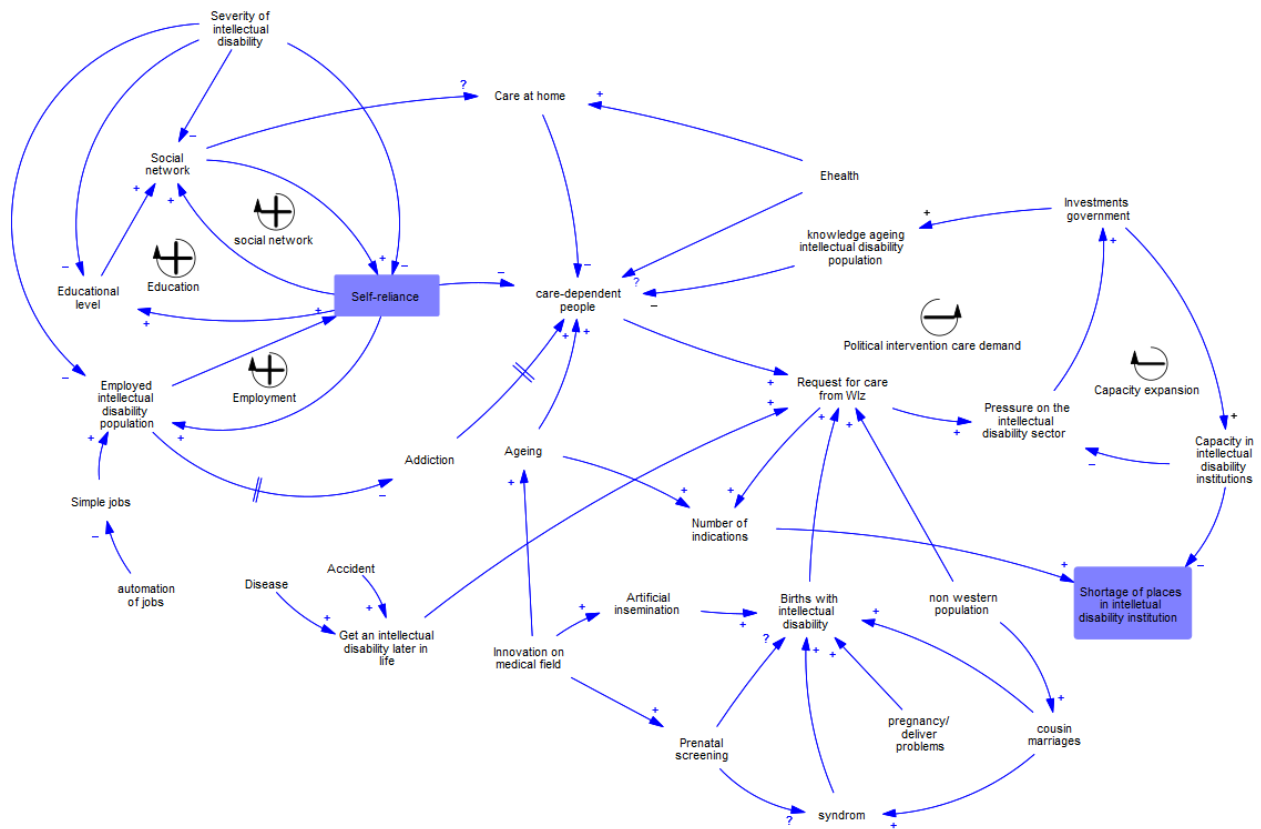 Severity of
intellectual
disability
?
Care at home
+
–
Social
network
+
+
social network
Ehealth
Investments
government
+
knowledge ageing
intellectual disability
population
+
Education
–
Educational
level
+
+
–
Self-reliance
+
–
care-dependent
people
–
?
–
+
Political intervention care demand
Capacity expansion
–
Employed
intellectual
disability
population
Employment
+
+
+
+
Request for care
from Wlz
+
+
+
+
Pressure on the
intellectual
disability sector
+
–
Capacity in
intellectual
disability
institutions
Addiction
–
Ageing
+
+
+
Number of
indications
Simple jobs
–
automation
of jobs
Disease
Accident
+
+
Get an intellectual
disability later in
life
Innovation on
medical field
+
Artificial
insemination
+
?
Births with
intellectual
disability
+
+
+
non western
population
+
–
Shortage of places
in intelletual
disability institution
+
Prenatal
screening
pregnancy/
deliver
problems
+
cousin
marriages
?
syndrom
+